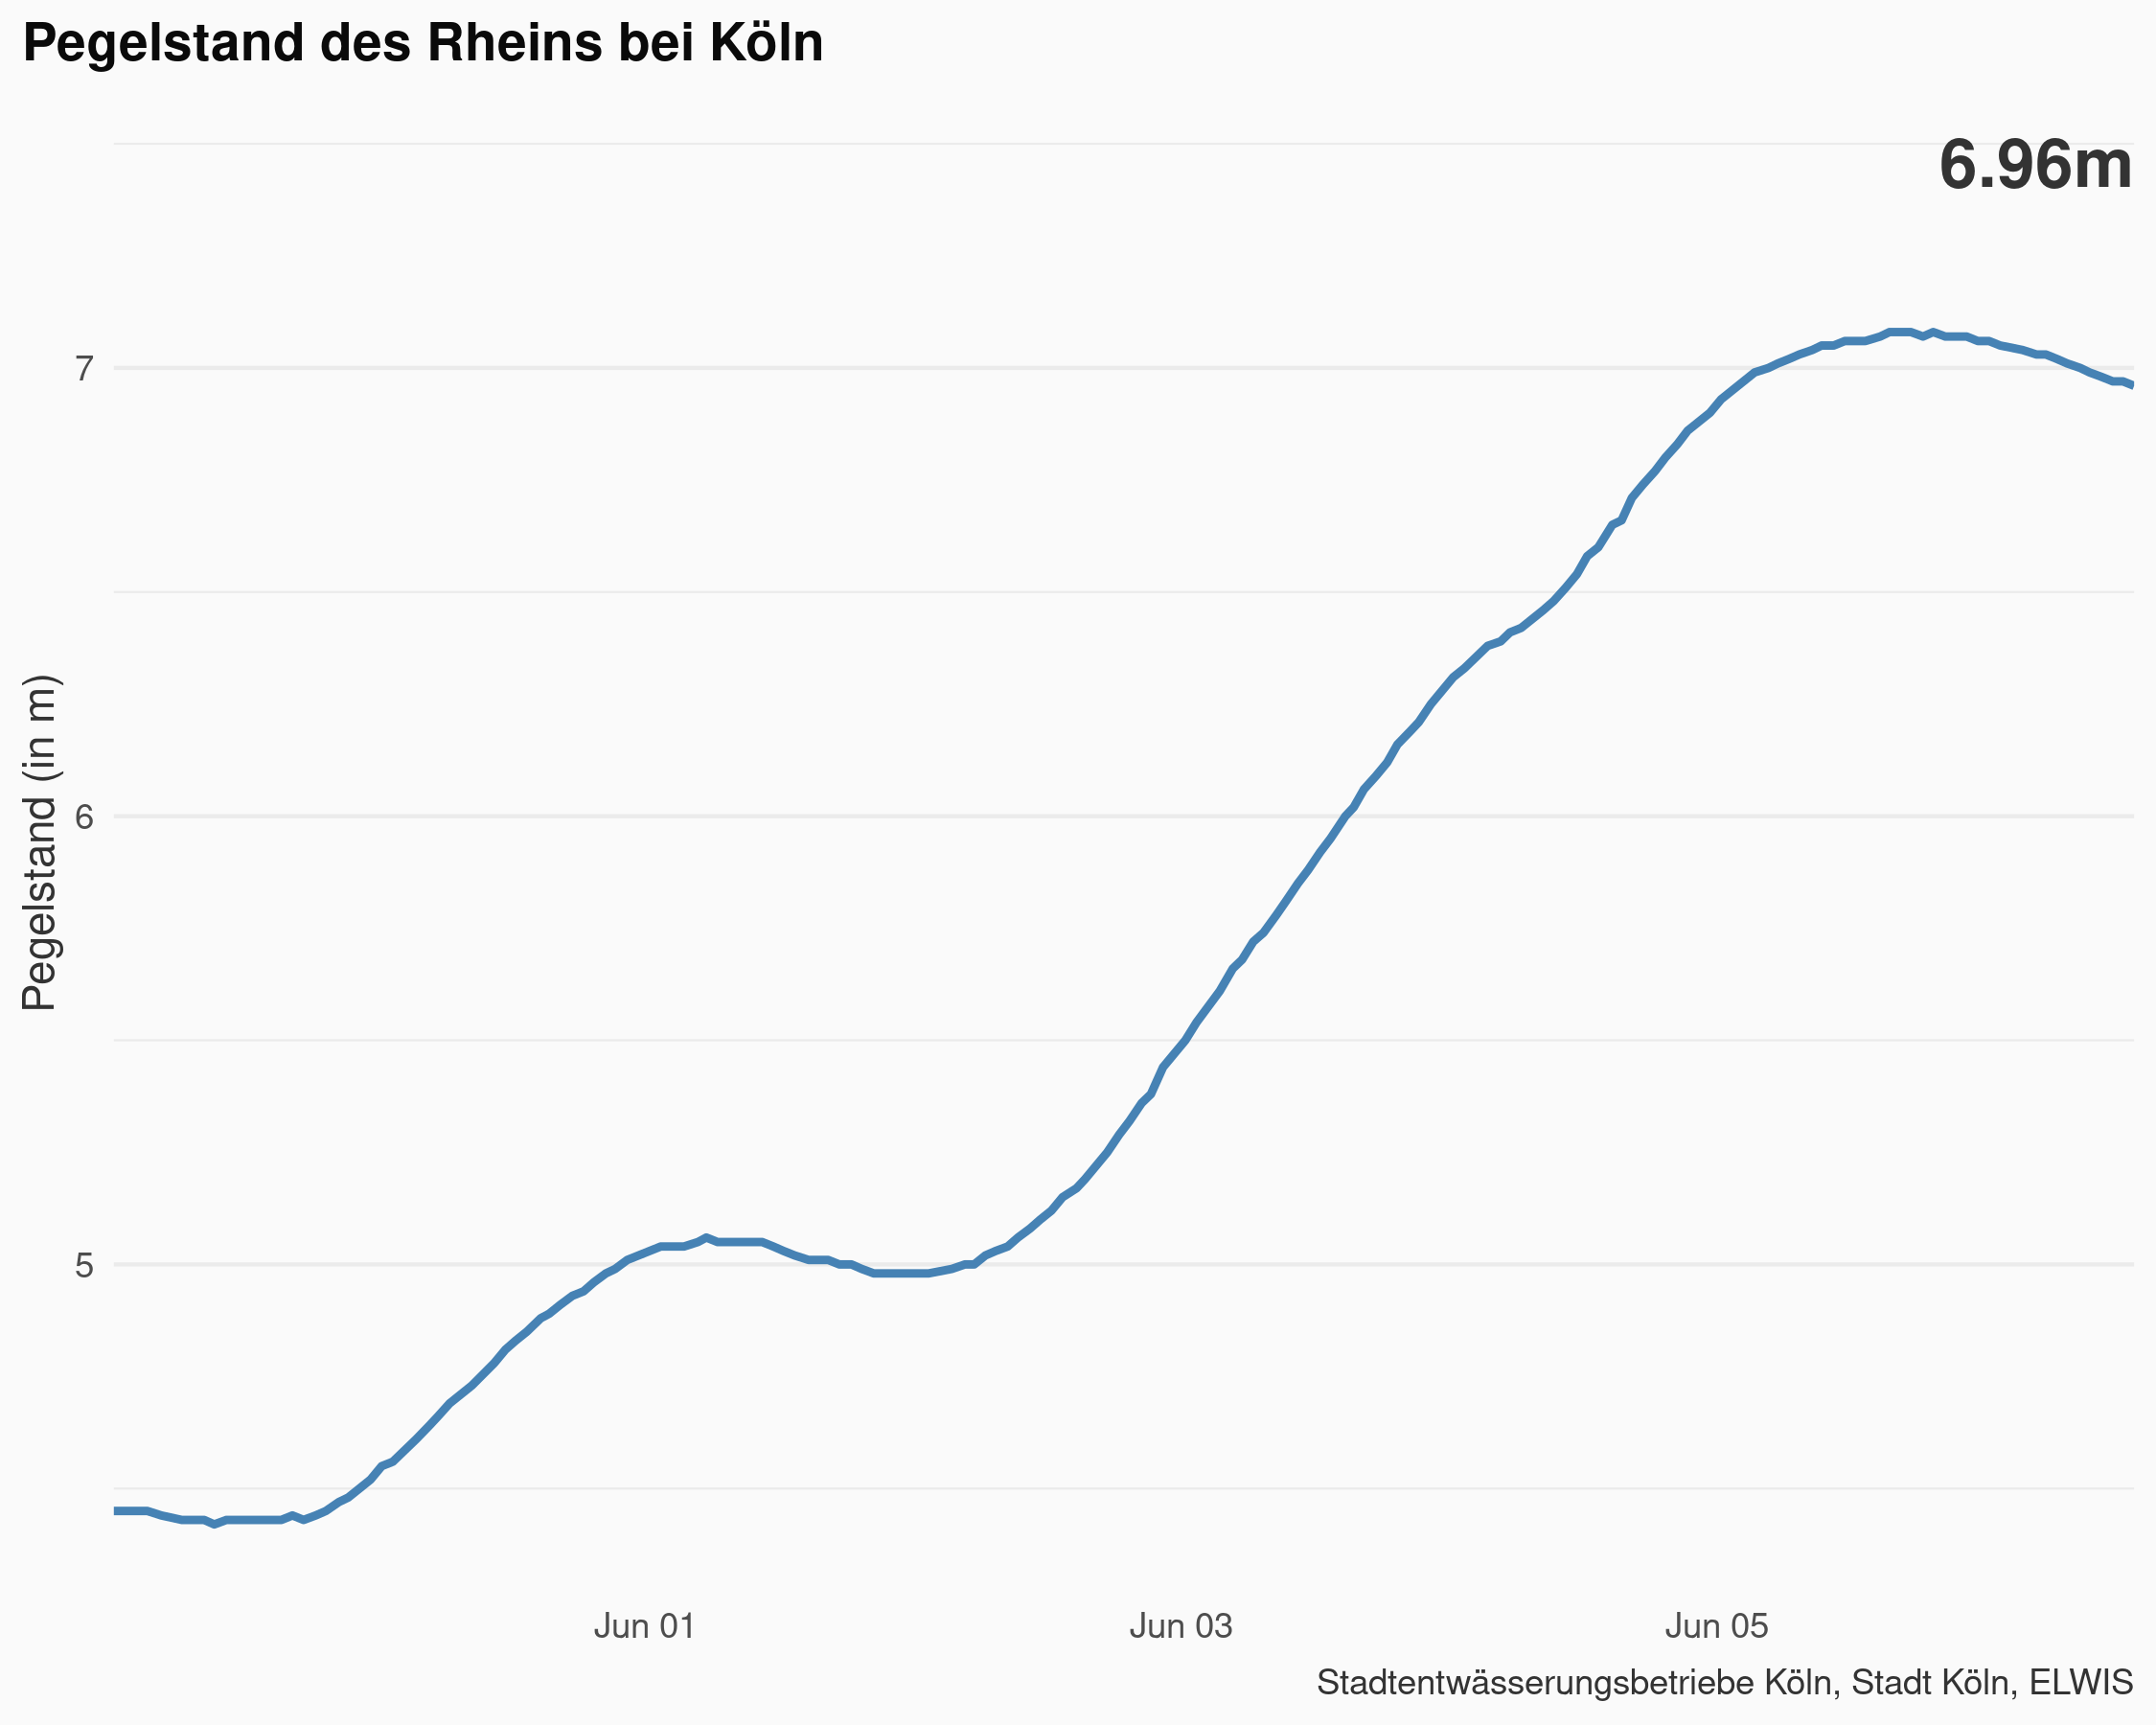 Pegelstand des Rheins bei Köln
6.96m
Pegelstand (in m)
7
6
5
Jun 01
Jun 03
Jun 05
Stadtentwässerungsbetriebe Köln, Stadt Köln, ELWIS